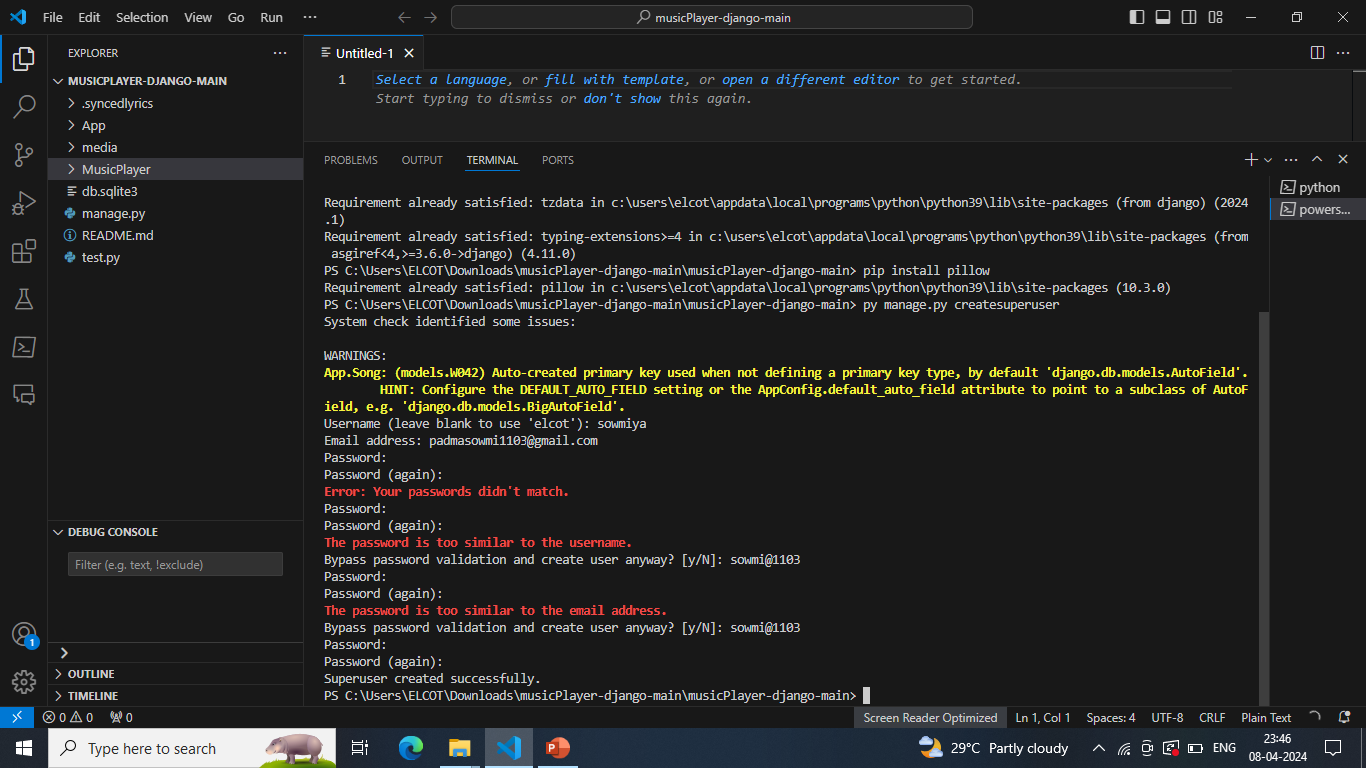 File Edit Selection View Go Run ···
musicPlayer-django-main
EXPLORER ···
MUSICPLAYER-DJANGO-MAIN
.syncedlyrics
App
media
MusicPlayer
db.sqlite3
manage.py
README.md
test.py
DEBUG CONSOLE
Filter (e.g. text, !exclude)
OUTLINE
TIMELINE
1
Untitled-1
1 Select a language, or fill with template, or open a different editor to get started.
Start typing to dismiss or don't show this again.
PROBLEMS OUTPUT TERMINAL PORTS
python
powers...
Requirement already satisfied: tzdata in c:\users\elcot\appdata\local\programs\python\python39\lib\site-packages (from django) (2024
.1)
Requirement already satisfied: typing-extensions>=4 in c:\users\elcot\appdata\local\programs\python\python39\lib\site-packages (from
asgiref<4,>=3.6.0->django) (4.11.0)
PS C:\Users\ELCOT\Downloads\musicPlayer-django-main\musicPlayer-django-main> pip install pillow
Requirement already satisfied: pillow in c:\users\elcot\appdata\local\programs\python\python39\lib\site-packages (10.3.0)
PS C:\Users\ELCOT\Downloads\musicPlayer-django-main\musicPlayer-django-main> py manage.py createsuperuser
System check identified some issues:
WARNINGS:
App.Song: (models.W042) Auto-created primary key used when not defining a primary key type, by default 'django.db.models.AutoField'.
HINT: Configure the DEFAULT_AUTO_FIELD setting or the AppConfig.default_auto_field attribute to point to a subclass of AutoF
ield, e.g. 'django.db.models.BigAutoField'.
Username (leave blank to use 'elcot'): sowmiya
Email address: padmasowmi1103@gmail.com
Password:
Password (again):
Error: Your passwords didn't match.
Password:
Password (again):
The password is too similar to the username.
Bypass password validation and create user anyway? [y/N]: sowmi@1103
Password:
Password (again):
The password is too similar to the email address.
Bypass password validation and create user anyway? [y/N]: sowmi@1103
Password:
Password (again):
Superuser created successfully.
PS C:\Users\ELCOT\Downloads\musicPlayer-django-main\musicPlayer-django-main>
0 0 0 Screen Reader Optimized Ln 1, Col 1 Spaces: 4 UTF-8 CRLF Plain Text
Type here to search
29°C Partly cloudy
ENG
23:46
08-04-2024